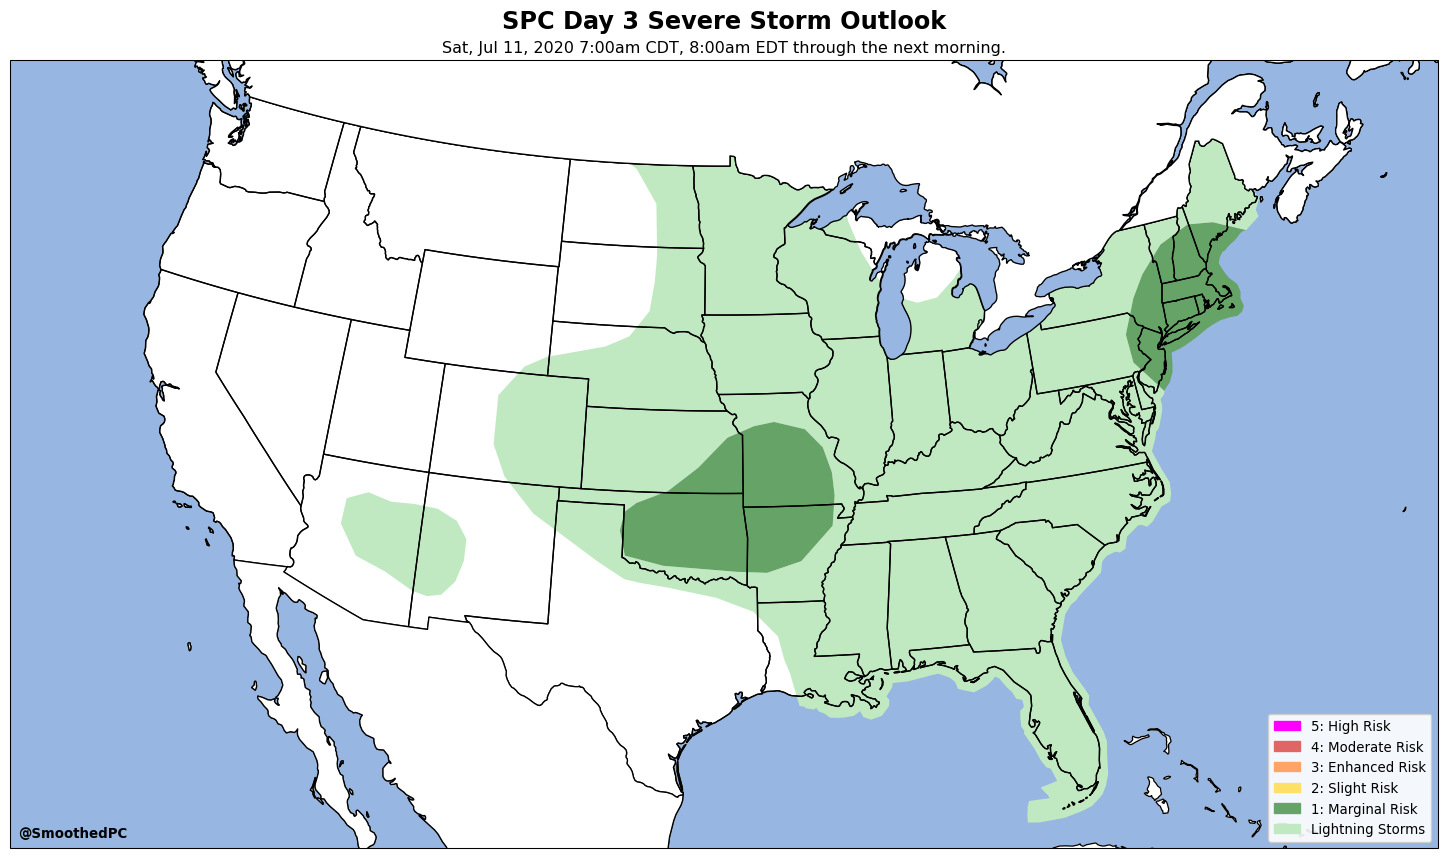 SPC Day 3 Severe Storm Outlook
Sat, Jul 11, 2020 7:00am CDT, 8:00am EDT through the next morning.
5: High Risk
4: Moderate Risk
3: Enhanced Risk
2: Slight Risk
1: Marginal Risk
Lightning Storms
@SmoothedPC